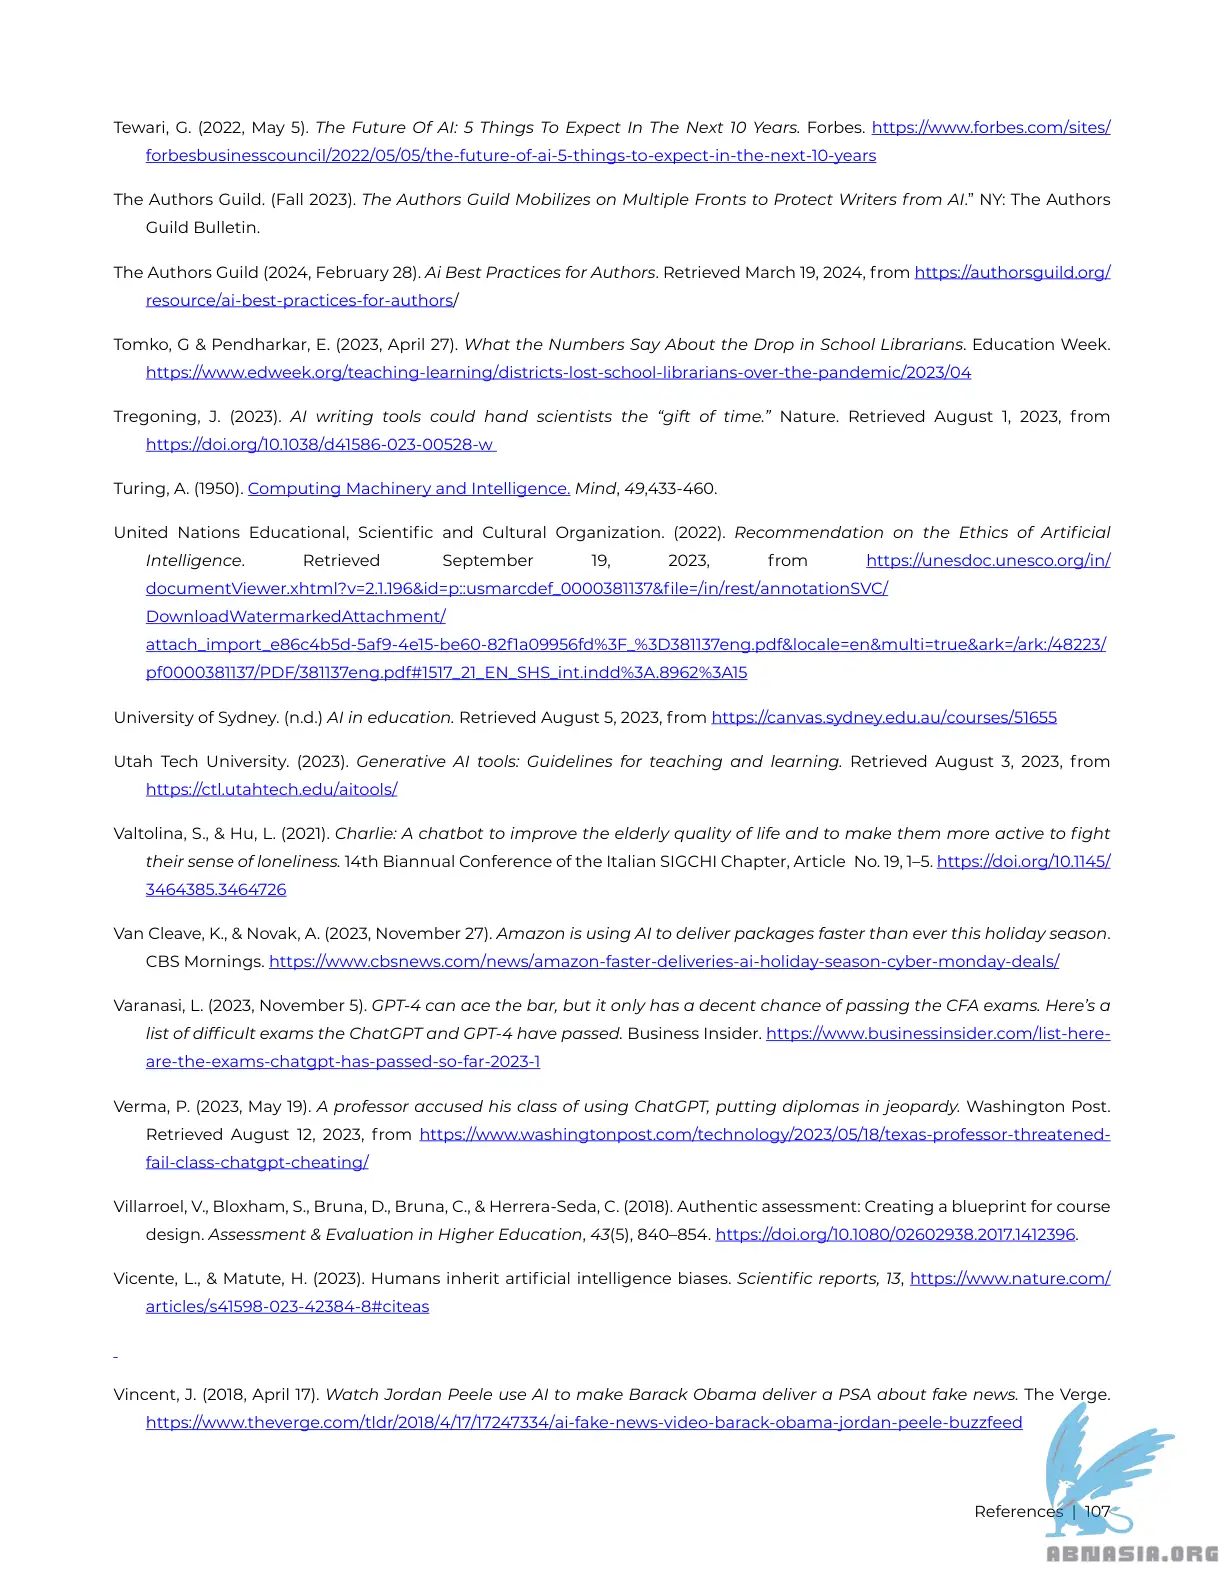 Tewari, G. (2022, May 5). The Future Of AI: 5 Things To Expect In The Next 10 Years. Forbes. https://www.forbes.com/sites/
forbesbusinesscouncil/2022/05/05/the-future-of-ai-5-things-to-expect-in-the-next-10-years
The Authors Guild. (Fall 2023). The Authors Guild Mobilizes on Multiple Fronts to Protect Writers from AI.” NY: The Authors
Guild Bulletin.
The Authors Guild (2024, February 28). Ai Best Practices for Authors. Retrieved March 19, 2024, from https://authorsguild.org/
resource/ai-best-practices-for-authors/
Tomko, G & Pendharkar, E. (2023, April 27). What the Numbers Say About the Drop in School Librarians. Education Week.
https://www.edweek.org/teaching-learning/districts-lost-school-librarians-over-the-pandemic/2023/04
Tregoning, J. (2023). AI writing tools could hand scientists the “gift of time.” Nature. Retrieved August 1, 2023, from
https://doi.org/10.1038/d41586-023-00528-w
Turing, A. (1950). Computing Machinery and Intelligence. Mind, 49,433-460.
United Nations Educational, Scientific and Cultural Organization. (2022). Recommendation on the Ethics of Artificial
Intelligence. Retrieved September 19, 2023, from https://unesdoc.unesco.org/in/
documentViewer.xhtml?v=2.1.196&id=p::usmarcdef_0000381137&file=/in/rest/annotationSVC/
DownloadWatermarkedAttachment/
attach_import_e86c4b5d-5af9-4e15-be60-82f1a09956fd%3F_%3D381137eng.pdf&locale=en&multi=true&ark=/ark:/48223/
pf0000381137/PDF/381137eng.pdf#1517_21_EN_SHS_int.indd%3A.8962%3A15
University of Sydney. (n.d.) AI in education. Retrieved August 5, 2023, from https://canvas.sydney.edu.au/courses/51655
Utah Tech University. (2023). Generative AI tools: Guidelines for teaching and learning. Retrieved August 3, 2023, from
https://ctl.utahtech.edu/aitools/
Valtolina, S., & Hu, L. (2021). Charlie: A chatbot to improve the elderly quality of life and to make them more active to fight
their sense of loneliness. 14th Biannual Conference of the Italian SIGCHI Chapter, Article No. 19, 1–5. https://doi.org/10.1145/
3464385.3464726
Van Cleave, K., & Novak, A. (2023, November 27). Amazon is using AI to deliver packages faster than ever this holiday season.
CBS Mornings. https://www.cbsnews.com/news/amazon-faster-deliveries-ai-holiday-season-cyber-monday-deals/
Varanasi, L. (2023, November 5). GPT-4 can ace the bar, but it only has a decent chance of passing the CFA exams. Here’s a
list of difficult exams the ChatGPT and GPT-4 have passed. Business Insider. https://www.businessinsider.com/list-here-
are-the-exams-chatgpt-has-passed-so-far-2023-1
Verma, P. (2023, May 19). A professor accused his class of using ChatGPT, putting diplomas in jeopardy. Washington Post.
Retrieved August 12, 2023, from https://www.washingtonpost.com/technology/2023/05/18/texas-professor-threatened-
fail-class-chatgpt-cheating/
Villarroel, V., Bloxham, S., Bruna, D., Bruna, C., & Herrera-Seda, C. (2018). Authentic assessment: Creating a blueprint for course
design. Assessment & Evaluation in Higher Education, 43(5), 840–854. https://doi.org/10.1080/02602938.2017.1412396.
Vicente, L., & Matute, H. (2023). Humans inherit artificial intelligence biases. Scientific reports, 13, https://www.nature.com/
articles/s41598-023-42384-8#citeas
Vincent, J. (2018, April 17). Watch Jordan Peele use AI to make Barack Obama deliver a PSA about fake news. The Verge.
https://www.theverge.com/tldr/2018/4/17/17247334/ai-fake-news-video-barack-obama-jordan-peele-buzzfeed
References | 107
ABNASIA.ORG